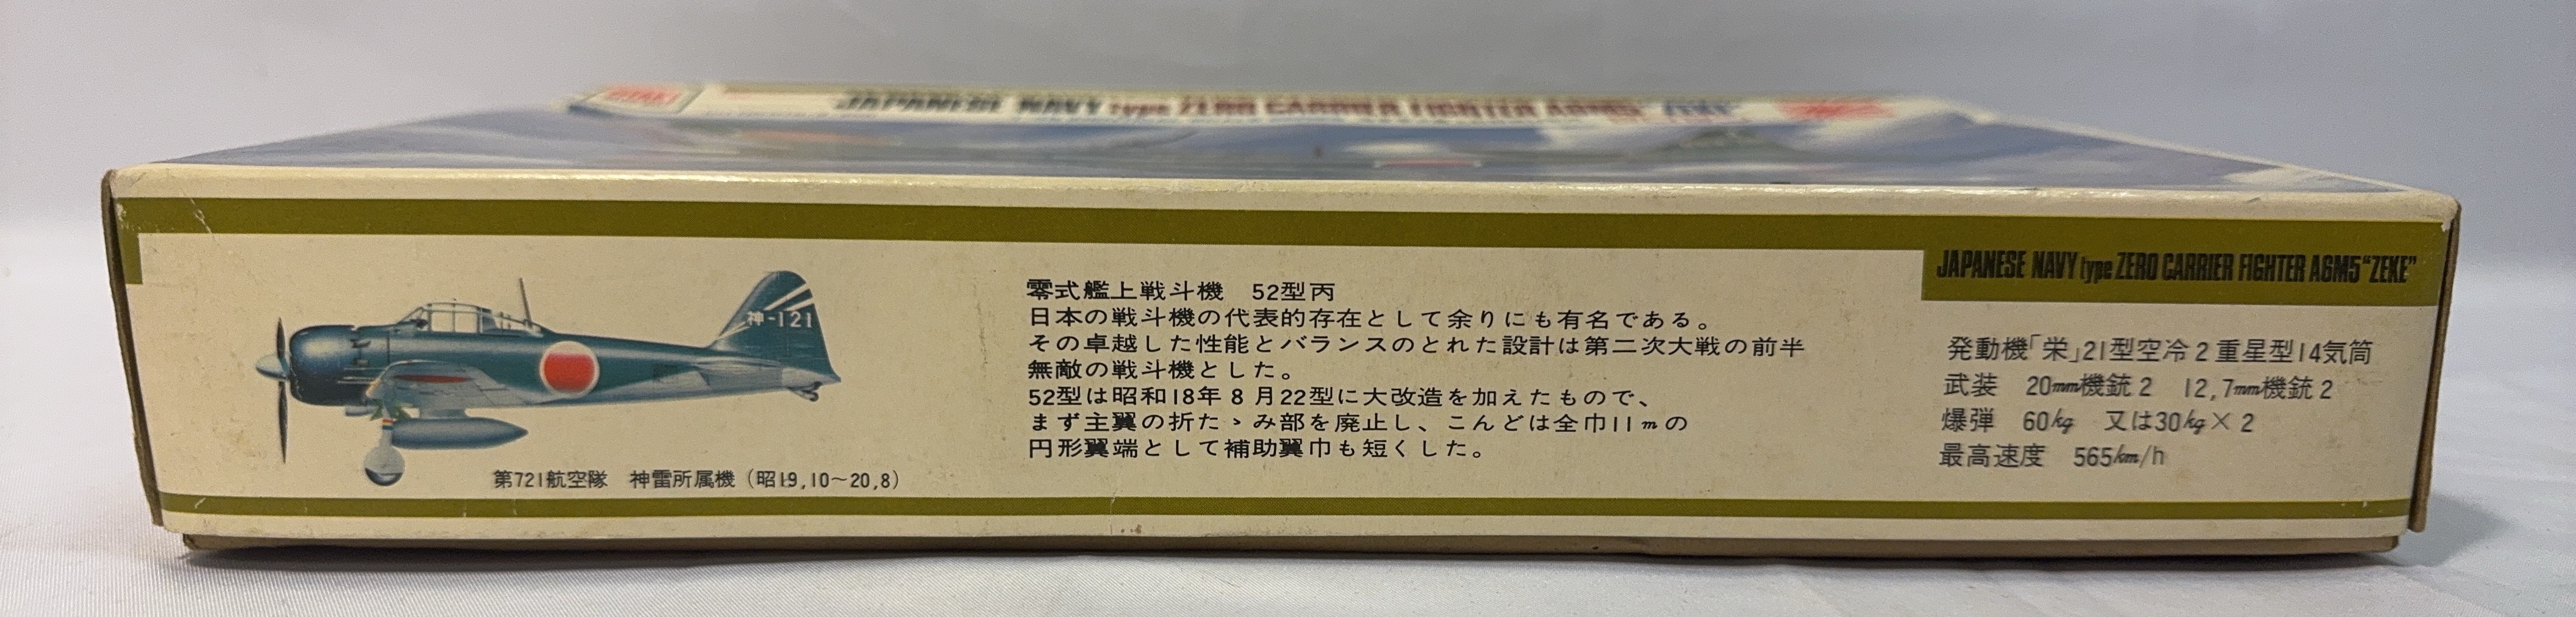 OTAKI
JAPANESE NAVY type ZERO CARRIER FIGHTER A6M5 "ZEKE"
JAPANESE NAVY type ZERO CARRIER FIGHTER A6M5 "ZEKE"
神-121
第721航空隊　神雷所属機（昭19,10～20,8）
零式艦上戦斗機　52型丙
日本の戦斗機の代表的存在として余りにも有名である。
その卓越した性能とバランスのとれた設計は第二次大戦の前半
無敵の戦斗機とした。
52型は昭和18年８月22型に大改造を加えたもので、
まず主翼の折たゝみ部を廃止し、こんどは全巾11mの
円形翼端として補助翼巾も短くした。
発動機「栄」21型空冷２重星型14気筒
武装　20mm機銃２　12,7mm機銃２
爆弾　60kg　又は30kg×２
最高速度　565km/h